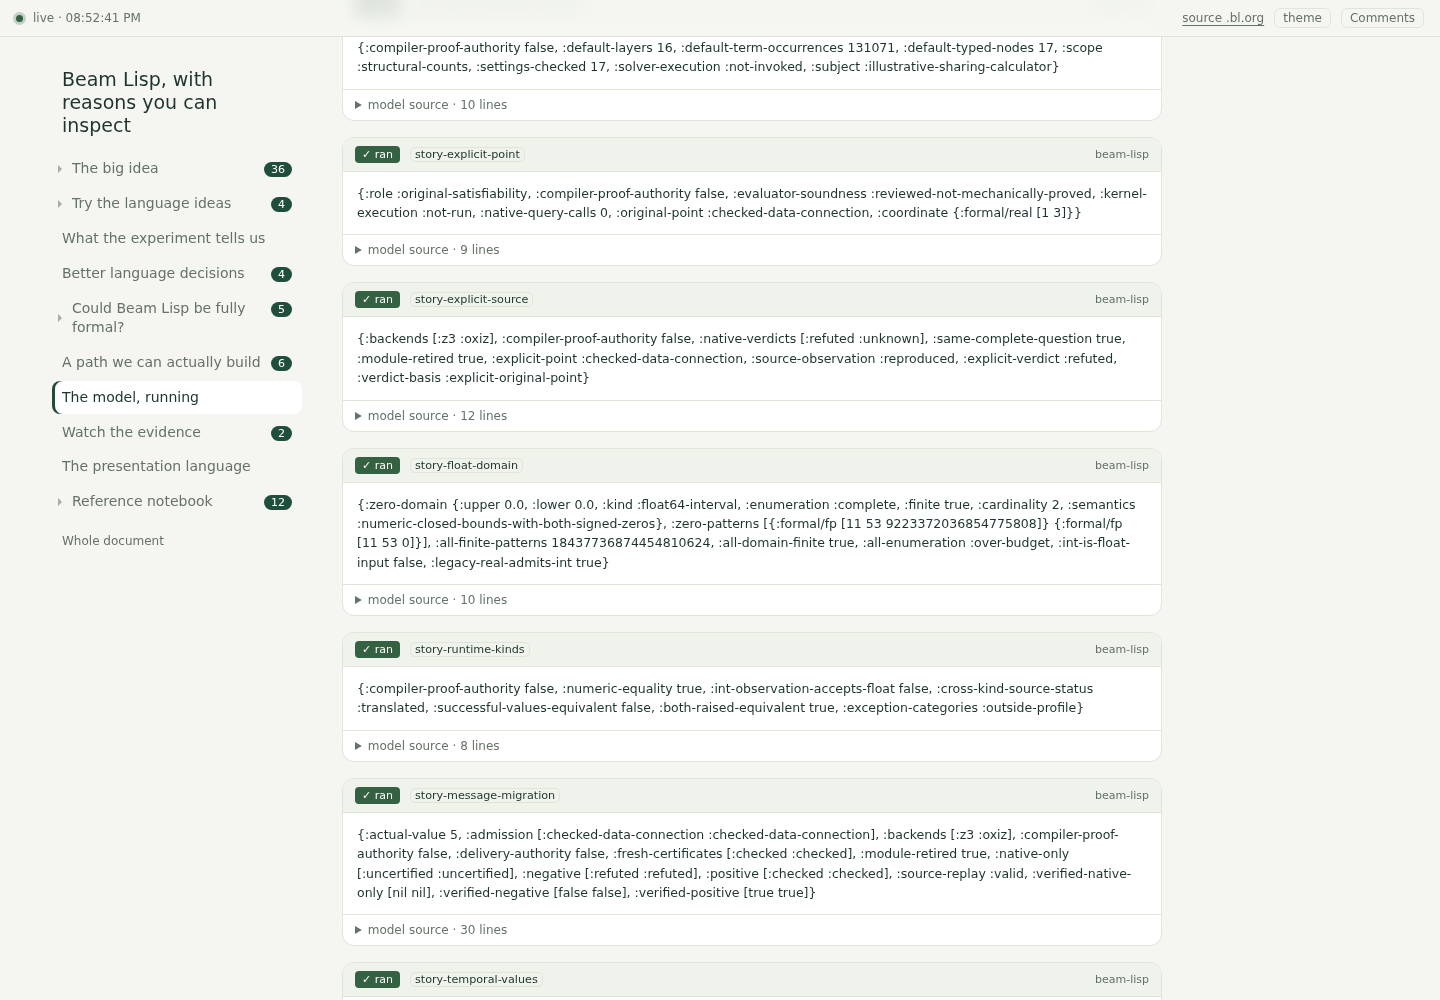 live · 08:52:41 PM
source .bl.org
theme
Comments
Beam Lisp, with
reasons you can
inspect
The big idea 36
Try the language ideas 4
What the experiment tells us
Better language decisions 4
Could Beam Lisp be fully 5
formal?
A path we can actually build 6
The model, running
Watch the evidence 2
The presentation language
Reference notebook 12
Whole document
{:compiler-proof-authority false, :default-layers 16, :default-term-occurrences 131071, :default-typed-nodes 17, :scope
:structural-counts, :settings-checked 17, :solver-execution :not-invoked, :subject :illustrative-sharing-calculator}
▶ model source · 10 lines
✓ ran story-explicit-point beam-lisp
{:role :original-satisfiability, :compiler-proof-authority false, :evaluator-soundness :reviewed-not-mechanically-proved, :kernel-
execution :not-run, :native-query-calls 0, :original-point :checked-data-connection, :coordinate {:formal/real [1 3]}}
▶ model source · 9 lines
✓ ran story-explicit-source beam-lisp
{:backends [:z3 :oxiz], :compiler-proof-authority false, :native-verdicts [:refuted :unknown], :same-complete-question true,
:module-retired true, :explicit-point :checked-data-connection, :source-observation :reproduced, :explicit-verdict :refuted,
:verdict-basis :explicit-original-point}
▶ model source · 12 lines
✓ ran story-float-domain beam-lisp
{:zero-domain {:upper 0.0, :lower 0.0, :kind :float64-interval, :enumeration :complete, :finite true, :cardinality 2, :semantics
:numeric-closed-bounds-with-both-signed-zeros}, :zero-patterns [{:formal/fp [11 53 9223372036854775808]} {:formal/fp
[11 53 0]}], :all-finite-patterns 18437736874454810624, :all-domain-finite true, :all-enumeration :over-budget, :int-is-float-
input false, :legacy-real-admits-int true}
▶ model source · 10 lines
✓ ran story-runtime-kinds beam-lisp
{:compiler-proof-authority false, :numeric-equality true, :int-observation-accepts-float false, :cross-kind-source-status
:translated, :successful-values-equivalent false, :both-raised-equivalent true, :exception-categories :outside-profile}
▶ model source · 8 lines
✓ ran story-message-migration beam-lisp
{:actual-value 5, :admission [:checked-data-connection :checked-data-connection], :backends [:z3 :oxiz], :compiler-proof-
authority false, :delivery-authority false, :fresh-certificates [:checked :checked], :module-retired true, :native-only
[:uncertified :uncertified], :negative [:refuted :refuted], :positive [:checked :checked], :source-replay :valid, :verified-native-
only [nil nil], :verified-negative [false false], :verified-positive [true true]}
▶ model source · 30 lines
✓ ran story-temporal-values beam-lisp